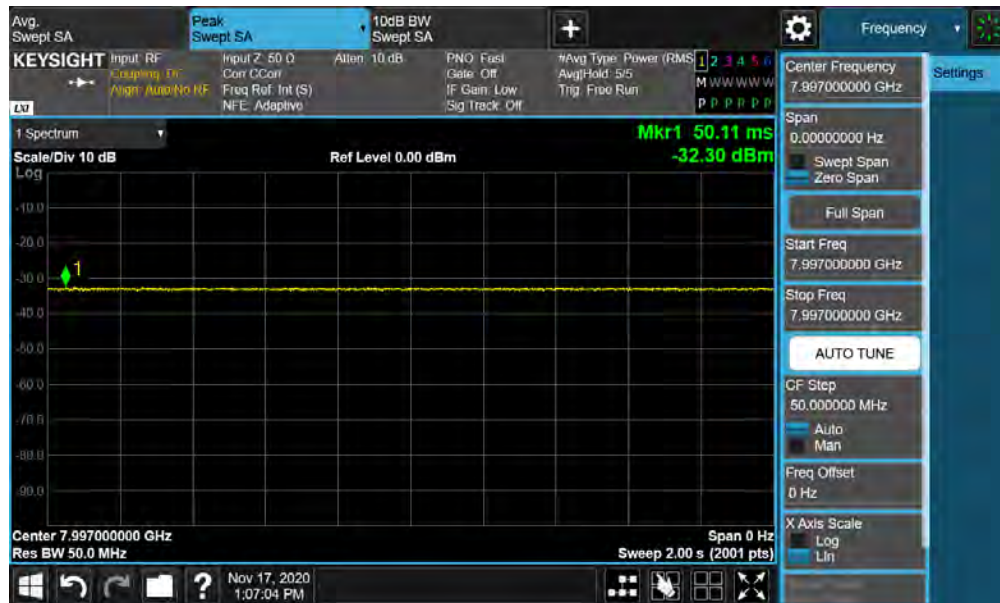 Avg.
Swept SA
Peak
Swept SA
10dB BW
Swept SA
Frequency
KEYSIGHT
Input: RF
Coupling: DC
Align: Auto/No NF
Input Z: 50 Ω
Corr CCorr
Freq Ref: Int (S)
NFE: Adaptive
Atten: 10 dB
PNO: Fast
Gate: Off
IF Gain: Low
Sig Track: Off
#Avg Type: Power (RMS
Avg|Hold: 5/5
Trig: Free Run
1 2 3 4 5 6
M W W W W W
P P P P P P
LXI
Center Frequency
7.997000000 GHz
Settings
Span
0.00000000 Hz
Swept Span
Zero Span
Full Span
Start Freq
7.997000000 GHz
Stop Freq
7.997000000 GHz
AUTO TUNE
CF Step
50.000000 MHz
Auto
Man
Freq Offset
0 Hz
X Axis Scale
Log
Lin
1 Spectrum
Scale/Div 10 dB
Ref Level 0.00 dBm
Mkr1 50.11 ms
-32.30 dBm
Log
-10.0
-20.0
-30.0
-40.0
-50.0
-60.0
-70.0
-80.0
-90.0
1
Center 7.997000000 GHz
Res BW 50.0 MHz
Span 0 Hz
Sweep 2.00 s (2001 pts)
?
Nov 17, 2020
1:07:04 PM